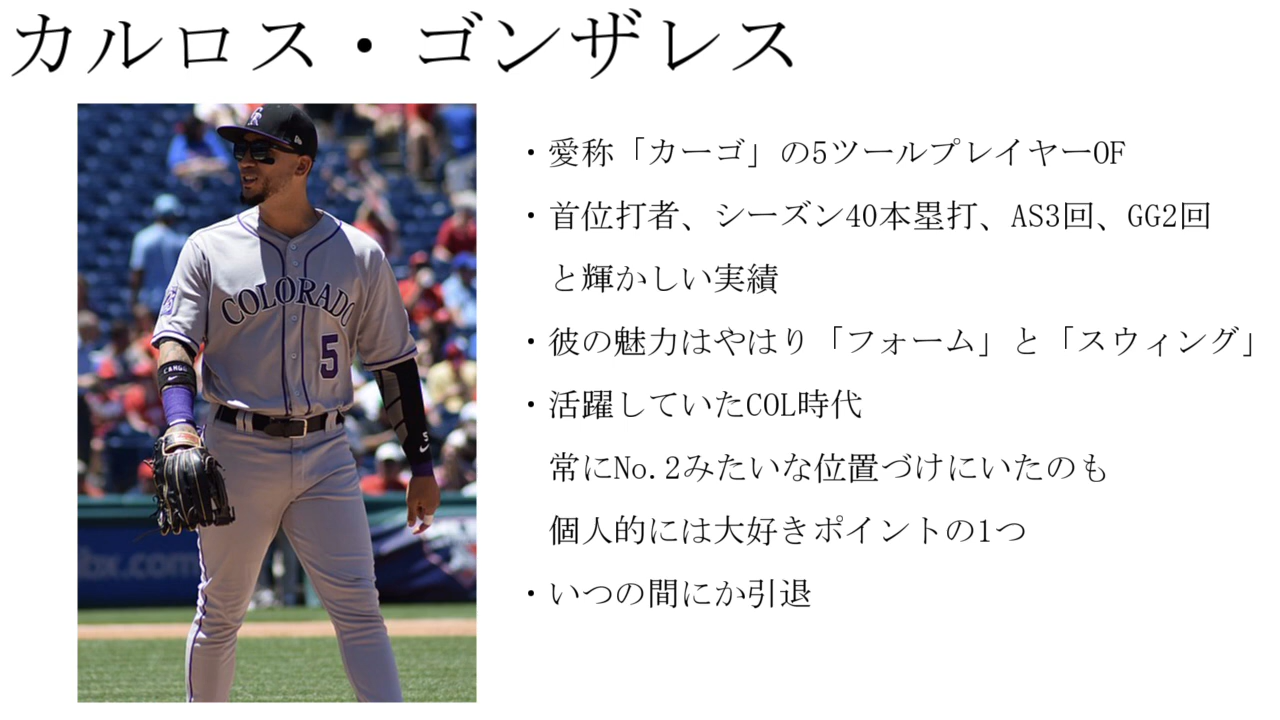 カルロス・ゴンザレス
・愛称「カーゴ」の5ツールプレイヤーOF
・首位打者、シーズン40本塁打、AS3回、GG2回
と輝かしい実績
・彼の魅力はやはり「フォーム」と「スウィング」
・活躍していたCOL時代
常にNo.2みたいな位置づけにいたのも
個人的には大好きポイントの1つ
・いつの間にか引退
COLORADO
5
CARGO
5
bx.com